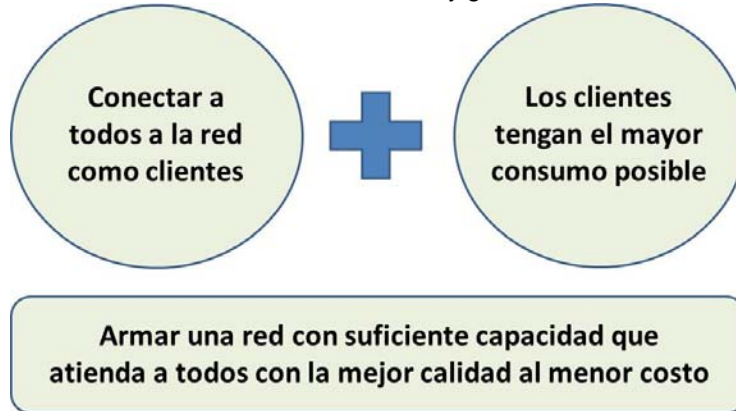 Conectar a
todos a la red
como clientes
Los clientes
tengan el mayor
consumo posible
Armar una red con suficiente capacidad que
atienda a todos con la mejor calidad al menor costo